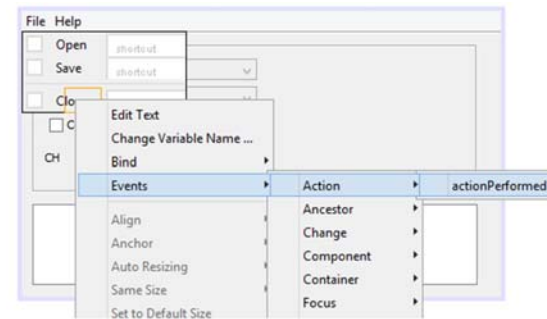 File Help
Open shortcut
Save shortcut
Clo
Edit Text
C
Change Variable Name ...
CH
Bind
Events Action actionPerformed
Ancestor
Align
Change
Anchor
Component
Auto Resizing
Container
Same Size
Focus
Set to Default Size